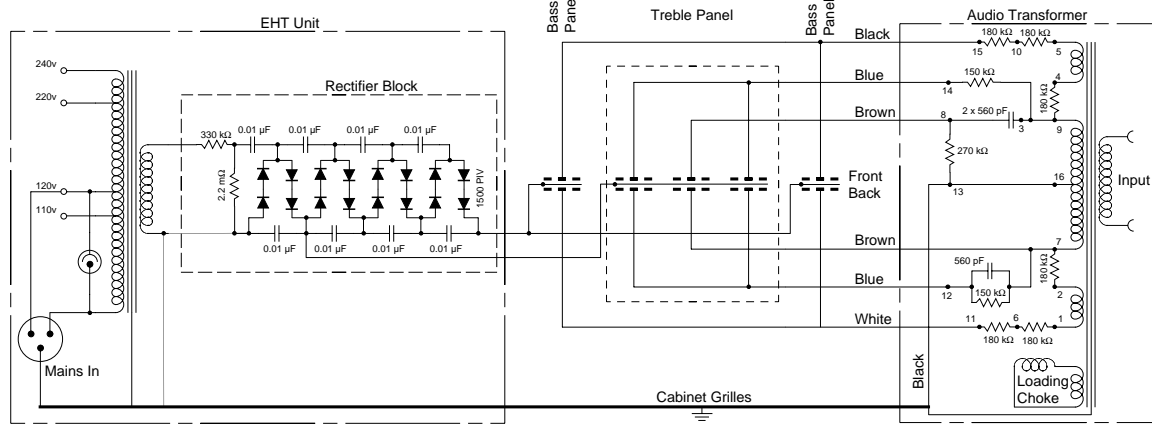 EHT Unit
Treble Panel
Audio Transformer
Bass
Panel
Bass
Panel
240v
220v
120v
110v
Mains In
Rectifier Block
330 kΩ
2.2 mΩ
0.01 µF
0.01 µF
0.01 µF
0.01 µF
1500 PIV
0.01 µF
0.01 µF
0.01 µF
0.01 µF
Front
Back
Black
Blue
Brown
Brown
Blue
White
Black
180 kΩ
180 kΩ
15
10
5
150 kΩ
14
4
180 kΩ
8
2 x 560 pF
3
9
270 kΩ
13
16
Input
7
560 pF
180 kΩ
12
150 kΩ
2
11
6
1
180 kΩ
180 kΩ
Loading
Choke
Cabinet Grilles